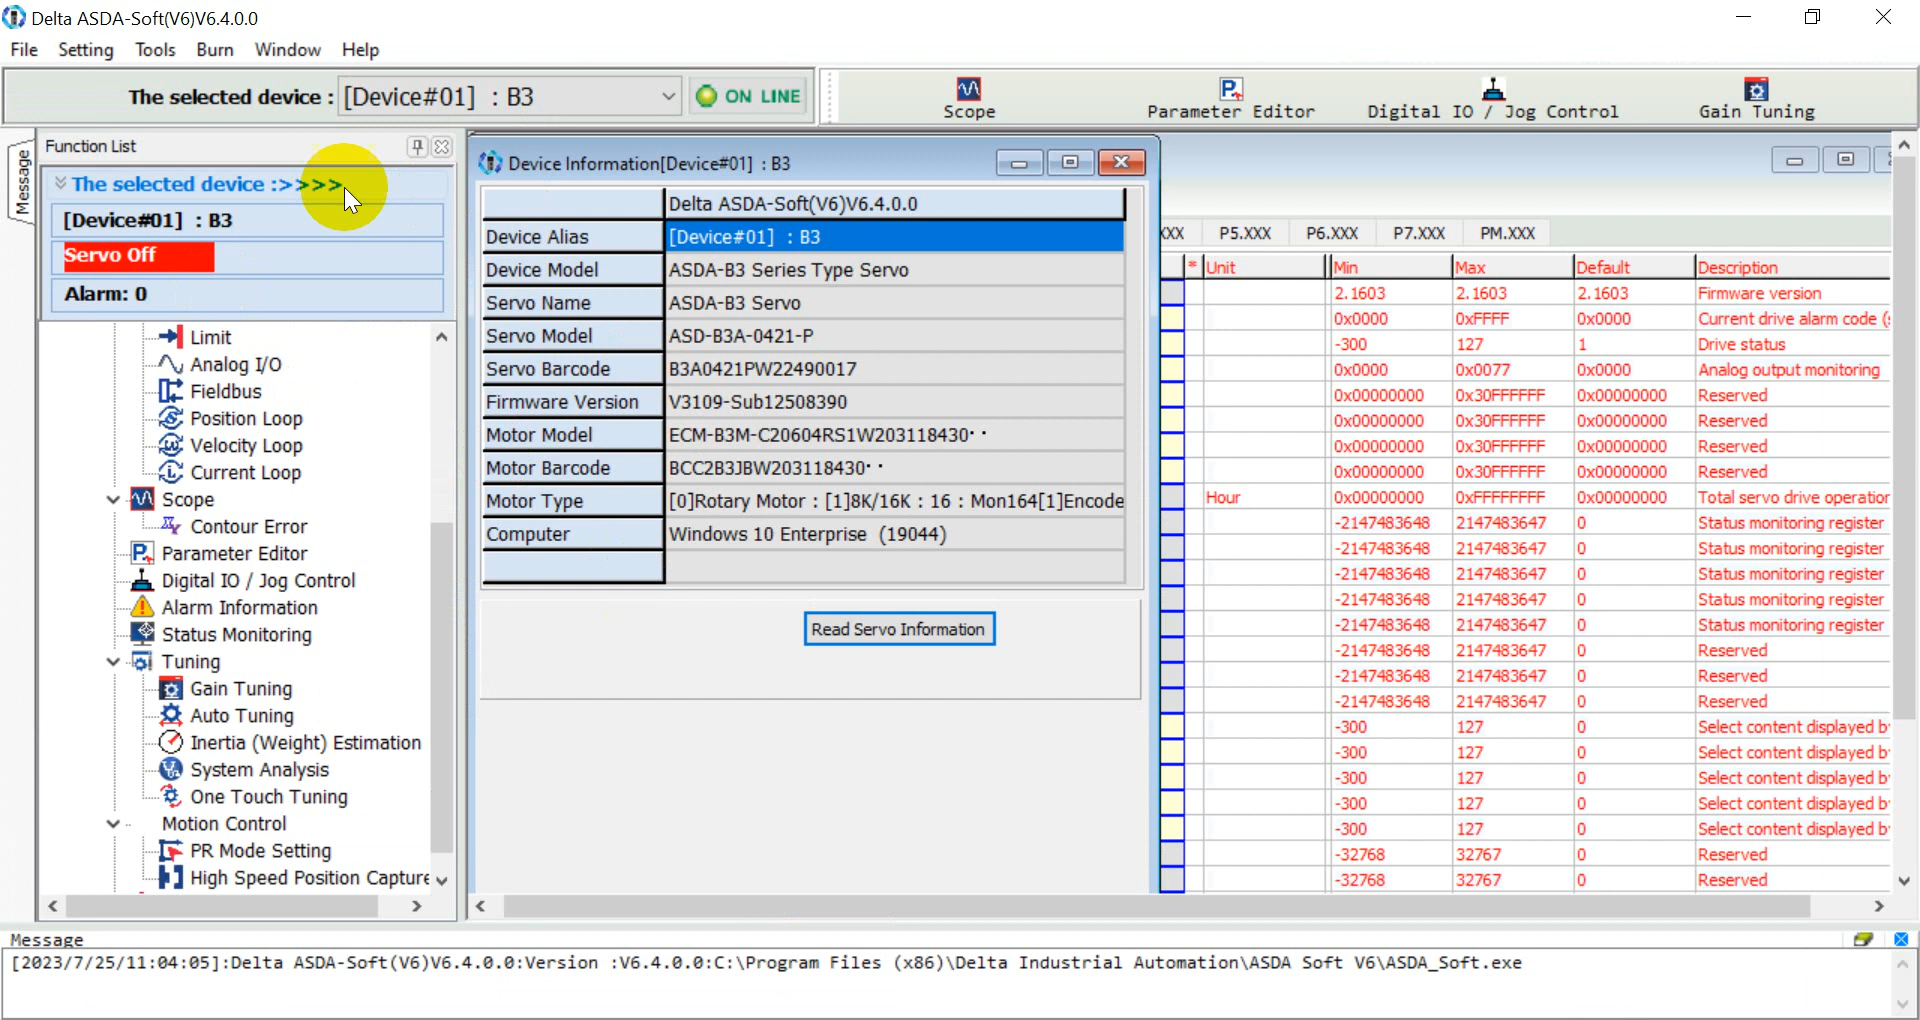 Delta ASDA-Soft(V6)V6.4.0.0
File Setting Tools Burn Window Help
The selected device : [Device#01] : B3 ON LINE
Scope Parameter Editor Digital IO / Jog Control Gain Tuning
Message
Function List
The selected device :>>>>>
[Device#01] : B3
Servo Off
Alarm: 0
Limit
Analog I/O
Fieldbus
Position Loop
Velocity Loop
Current Loop
Scope
Contour Error
Parameter Editor
Digital IO / Jog Control
Alarm Information
Status Monitoring
Tuning
Gain Tuning
Auto Tuning
Inertia (Weight) Estimation
System Analysis
One Touch Tuning
Motion Control
PR Mode Setting
High Speed Position Capture
Device Information[Device#01] : B3
Delta ASDA-Soft(V6)V6.4.0.0
Device Alias [Device#01] : B3
Device Model ASDA-B3 Series Type Servo
Servo Name ASDA-B3 Servo
Servo Model ASD-B3A-0421-P
Servo Barcode B3A0421PW22490017
Firmware Version V3109-Sub12508390
Motor Model ECM-B3M-C20604RS1W203118430··
Motor Barcode BCC2B3JBW203118430··
Motor Type [0]Rotary Motor : [1]8K/16K : 16 : Mon164[1]Encode
Computer Windows 10 Enterprise (19044)
Read Servo Information
XXX P5.XXX P6.XXX P7.XXX PM.XXX
* Unit Min Max Default Description
2.1603 2.1603 2.1603 Firmware version
0x0000 0xFFFF 0x0000 Current drive alarm code (
-300 127 1 Drive status
0x0000 0x0077 0x0000 Analog output monitoring
0x00000000 0x30FFFFFF 0x00000000 Reserved
0x00000000 0x30FFFFFF 0x00000000 Reserved
0x00000000 0x30FFFFFF 0x00000000 Reserved
0x00000000 0x30FFFFFF 0x00000000 Reserved
Hour 0x00000000 0xFFFFFFFF 0x00000000 Total servo drive operation
-2147483648 2147483647 0 Status monitoring register
-2147483648 2147483647 0 Status monitoring register
-2147483648 2147483647 0 Status monitoring register
-2147483648 2147483647 0 Status monitoring register
-2147483648 2147483647 0 Status monitoring register
-2147483648 2147483647 0 Reserved
-2147483648 2147483647 0 Reserved
-2147483648 2147483647 0 Reserved
-300 127 0 Select content displayed b
-300 127 0 Select content displayed b
-300 127 0 Select content displayed b
-300 127 0 Select content displayed b
-300 127 0 Select content displayed b
-32768 32767 0 Reserved
-32768 32767 0 Reserved
Message
[2023/7/25/11:04:05]:Delta ASDA-Soft(V6)V6.4.0.0:Version :V6.4.0.0:C:\Program Files (x86)\Delta Industrial Automation\ASDA Soft V6\ASDA_Soft.exe